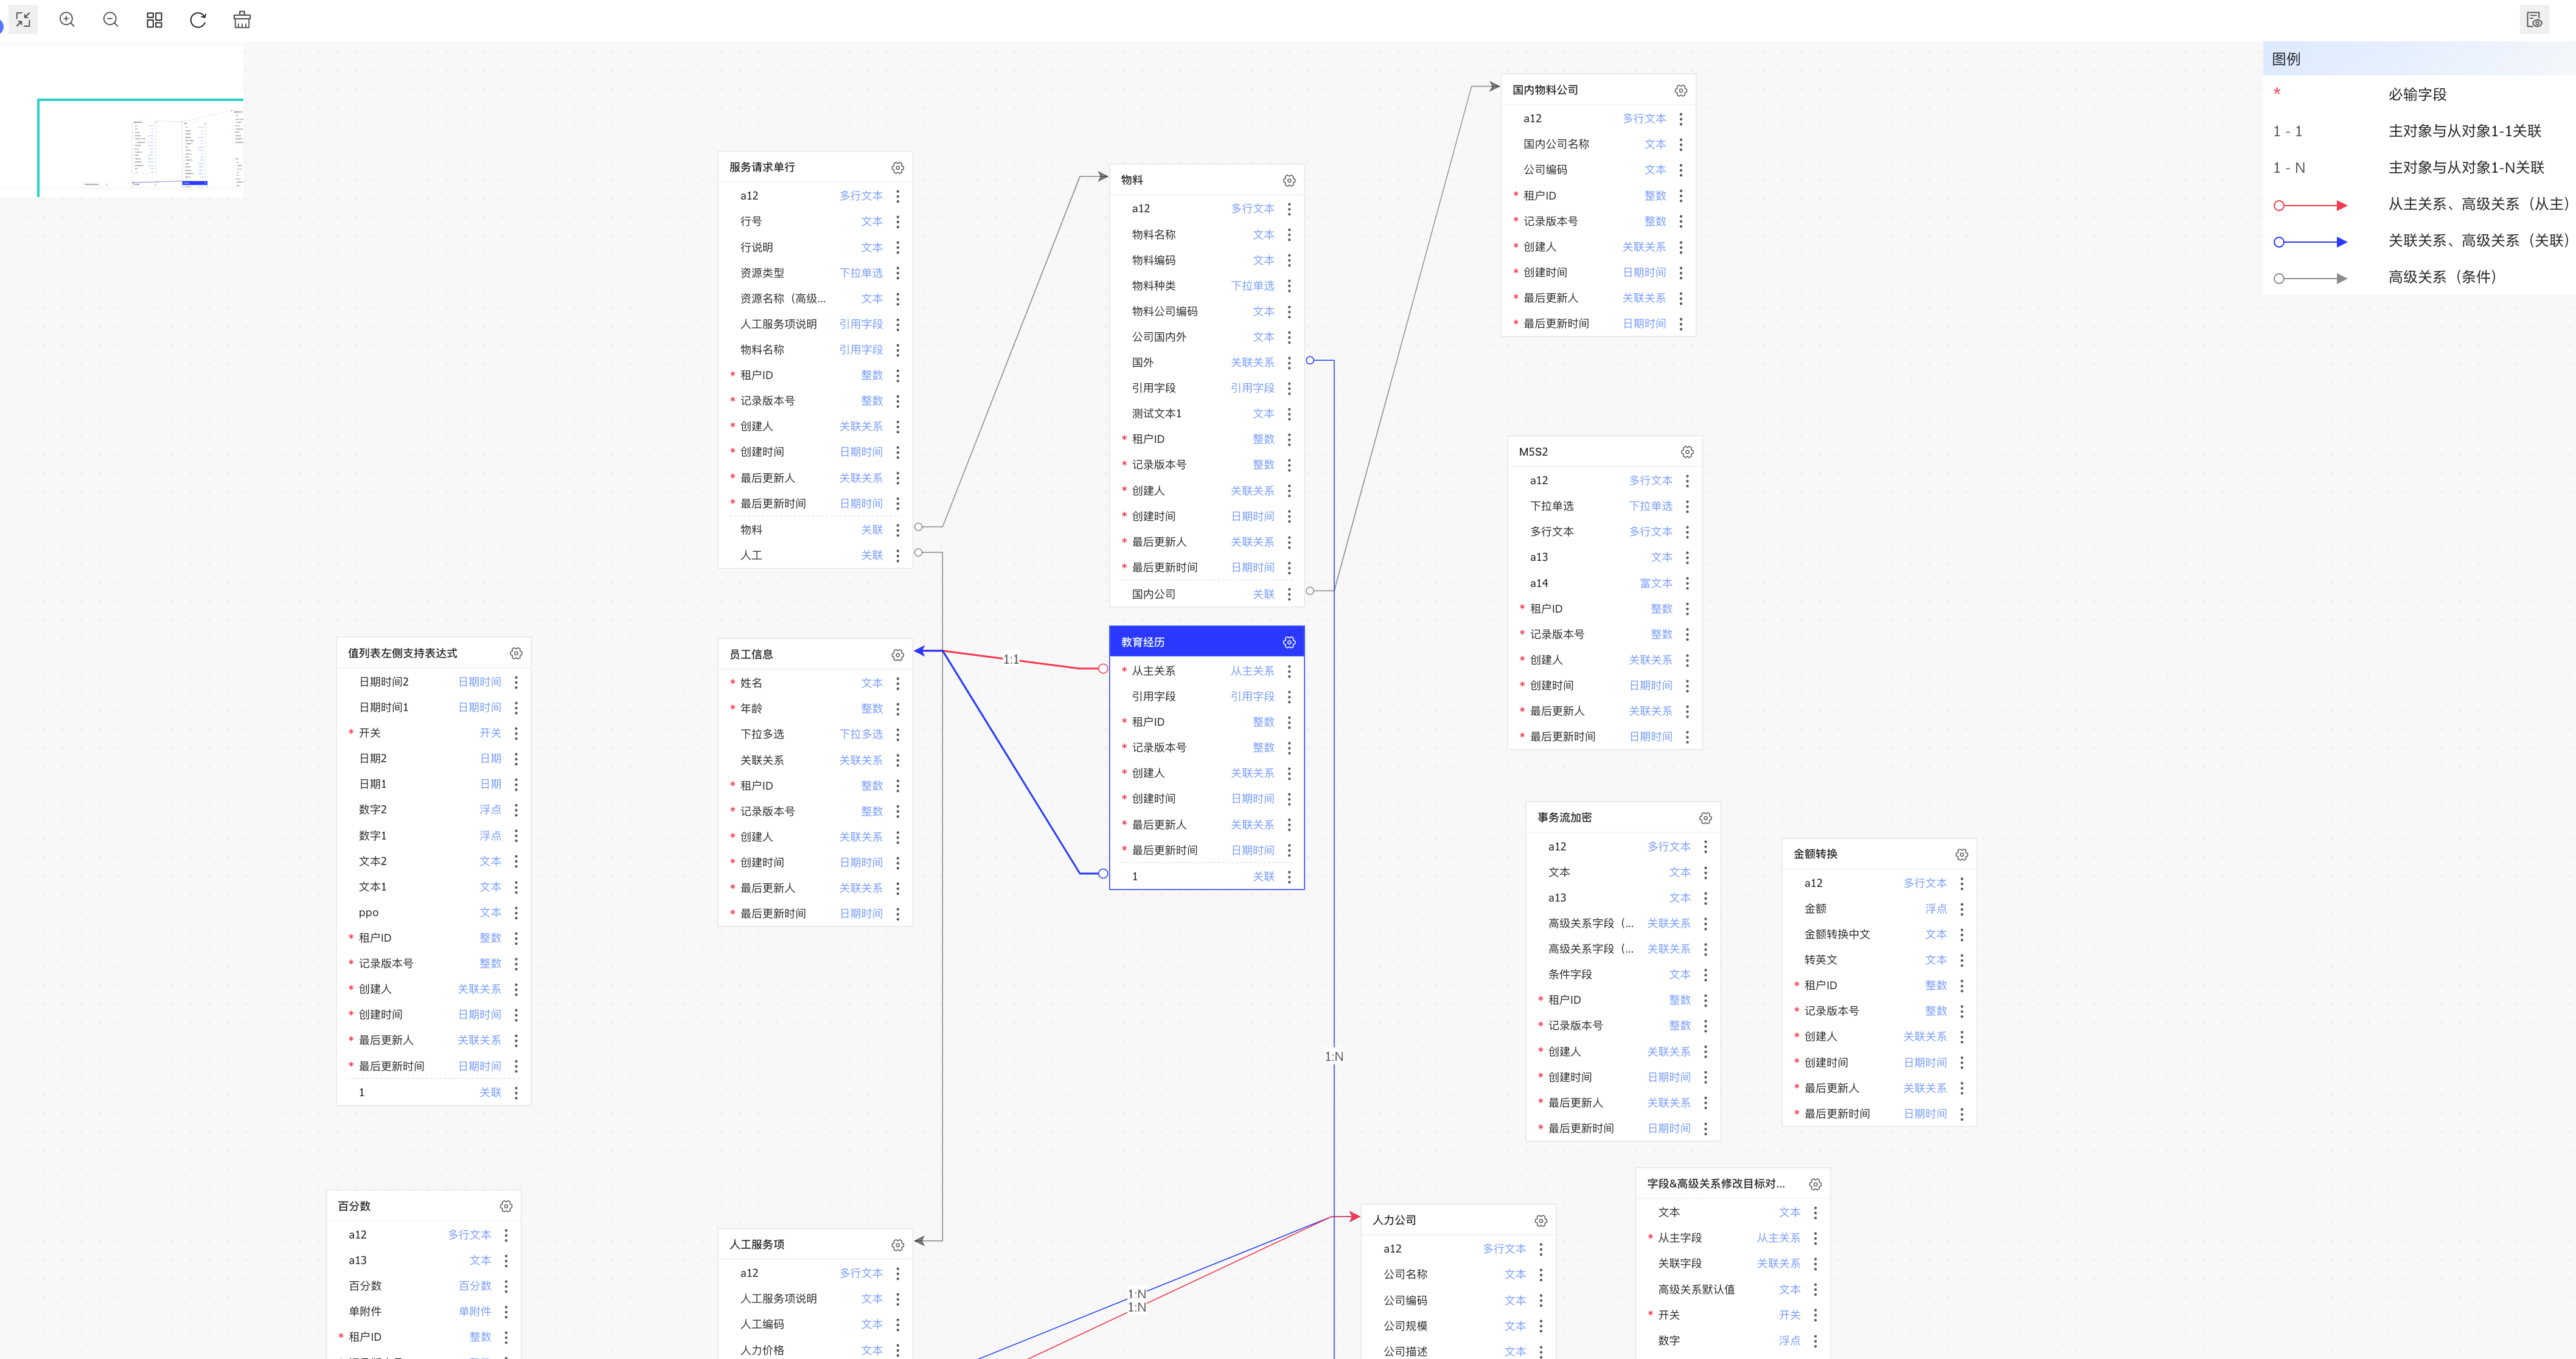 图例
* 必输字段
1 - 1 主对象与从对象1-1关联
1 - N 主对象与从对象1-N关联
从主关系、高级关系（从主）
关联关系、高级关系（关联）
高级关系（条件）
国内物料公司
a12 多行文本
国内公司名称 文本
公司编码 文本
* 租户ID 整数
* 记录版本号 整数
* 创建人 关联关系
* 创建时间 日期时间
* 最后更新人 关联关系
* 最后更新时间 日期时间
服务请求单行
a12 多行文本
行号 文本
行说明 文本
资源类型 下拉单选
资源名称（高级... 文本
人工服务项说明 引用字段
物料名称 引用字段
* 租户ID 整数
* 记录版本号 整数
* 创建人 关联关系
* 创建时间 日期时间
* 最后更新人 关联关系
* 最后更新时间 日期时间
物料 关联
人工 关联
物料
a12 多行文本
物料名称 文本
物料编码 文本
物料种类 下拉单选
物料公司编码 文本
公司国内外 文本
国外 关联关系
引用字段 引用字段
测试文本1 文本
* 租户ID 整数
* 记录版本号 整数
* 创建人 关联关系
* 创建时间 日期时间
* 最后更新人 关联关系
* 最后更新时间 日期时间
国内公司 关联
M5S2
a12 多行文本
下拉单选 下拉单选
多行文本 多行文本
a13 文本
a14 富文本
* 租户ID 整数
* 记录版本号 整数
* 创建人 关联关系
* 创建时间 日期时间
* 最后更新人 关联关系
* 最后更新时间 日期时间
值列表左侧支持表达式
日期时间2 日期时间
日期时间1 日期时间
* 开关 开关
日期2 日期
日期1 日期
数字2 浮点
数字1 浮点
文本2 文本
文本1 文本
ppo 文本
* 租户ID 整数
* 记录版本号 整数
* 创建人 关联关系
* 创建时间 日期时间
* 最后更新人 关联关系
* 最后更新时间 日期时间
1 关联
员工信息
* 姓名 文本
* 年龄 整数
下拉多选 下拉多选
关联关系 关联关系
* 租户ID 整数
* 记录版本号 整数
* 创建人 关联关系
* 创建时间 日期时间
* 最后更新人 关联关系
* 最后更新时间 日期时间
1:1
教育经历
* 从主关系 从主关系
引用字段 引用字段
* 租户ID 整数
* 记录版本号 整数
* 创建人 关联关系
* 创建时间 日期时间
* 最后更新人 关联关系
* 最后更新时间 日期时间
1 关联
1:N
事务流加密
a12 多行文本
文本 文本
a13 文本
高级关系字段（... 关联关系
高级关系字段（... 关联关系
条件字段 文本
* 租户ID 整数
* 记录版本号 整数
* 创建人 关联关系
* 创建时间 日期时间
* 最后更新人 关联关系
* 最后更新时间 日期时间
金额转换
a12 多行文本
金额 浮点
金额转换中文 文本
转英文 文本
* 租户ID 整数
* 记录版本号 整数
* 创建人 关联关系
* 创建时间 日期时间
* 最后更新人 关联关系
* 最后更新时间 日期时间
百分数
a12 多行文本
a13 文本
百分数 百分数
单附件 单附件
* 租户ID 整数
人工服务项
a12 多行文本
人工服务项说明 文本
人工编码 文本
人力价格 文本
1:N
1:N
人力公司
a12 多行文本
公司名称 文本
公司编码 文本
公司规模 文本
公司描述 文本
字段&高级关系修改目标对...
文本 文本
* 从主字段 从主关系
关联字段 关联关系
高级关系默认值 文本
* 开关 开关
数字 浮点